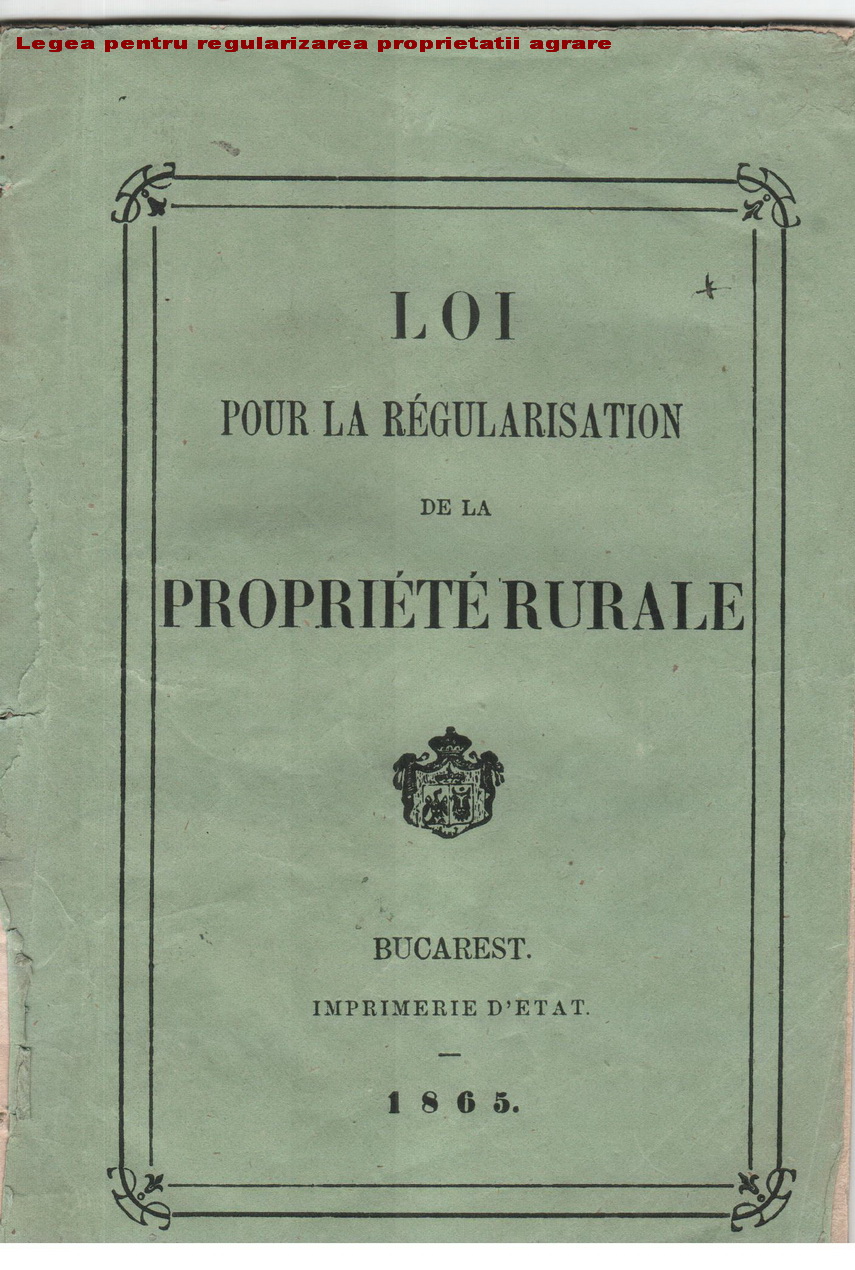 Legea pentru regularizarea proprietatii agrare
LOI
POUR LA RÉGULARISATION
DE LA
PROPRIÉTÉ RURALE
BUCAREST.
IMPRIMERIE D'ETAT.
1865.